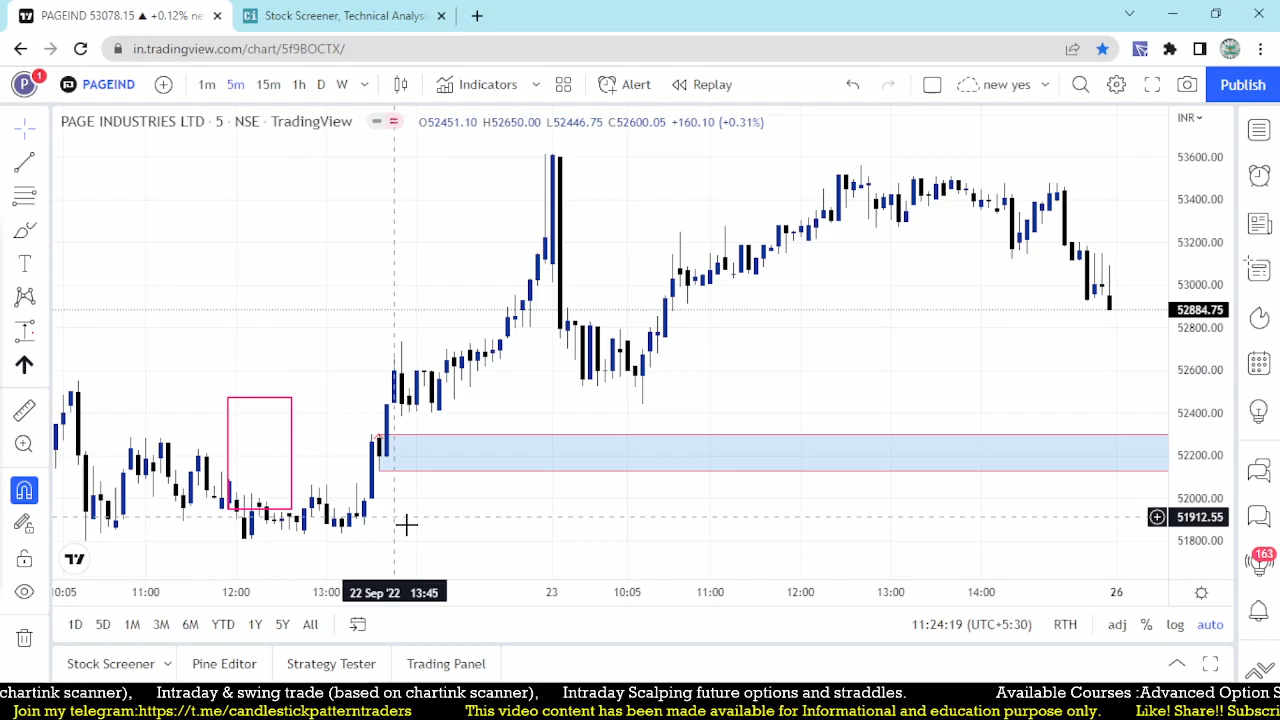 PAGEIND 53078.15 ▲ +0.12% ne
Stock Screener, Technical Analysi
in.tradingview.com/chart/5f9BOCTX/
P
1
PAGEIND
1m 5m 15m 1h D W
Indicators
Alert
Replay
new yes
Publish
PAGE INDUSTRIES LTD · 5 · NSE · TradingView
O52451.10 H52650.00 L52446.75 C52600.05 +160.10 (+0.31%)
INR
53600.00
53400.00
53200.00
53000.00
52884.75
52800.00
52600.00
52400.00
52200.00
52000.00
51912.55
51800.00
163
10:05 11:00 12:00 13:00 22 Sep '22 13:45 23 10:05 11:00 12:00 13:00 14:00 26
1D 5D 1M 3M 6M YTD 1Y 5Y All
11:24:19 (UTC+5:30) RTH adj % log auto
Stock Screener Pine Editor Strategy Tester Trading Panel
chartink scanner), Intraday & swing trade (based on chartink scanner), Intraday Scalping future options and straddles. Available Courses :Advanced Option S
Join my telegram:https://t.me/candlestickpatterntraders This video content has been made available for Informational and education purpose only. Like! Share!! Subscri